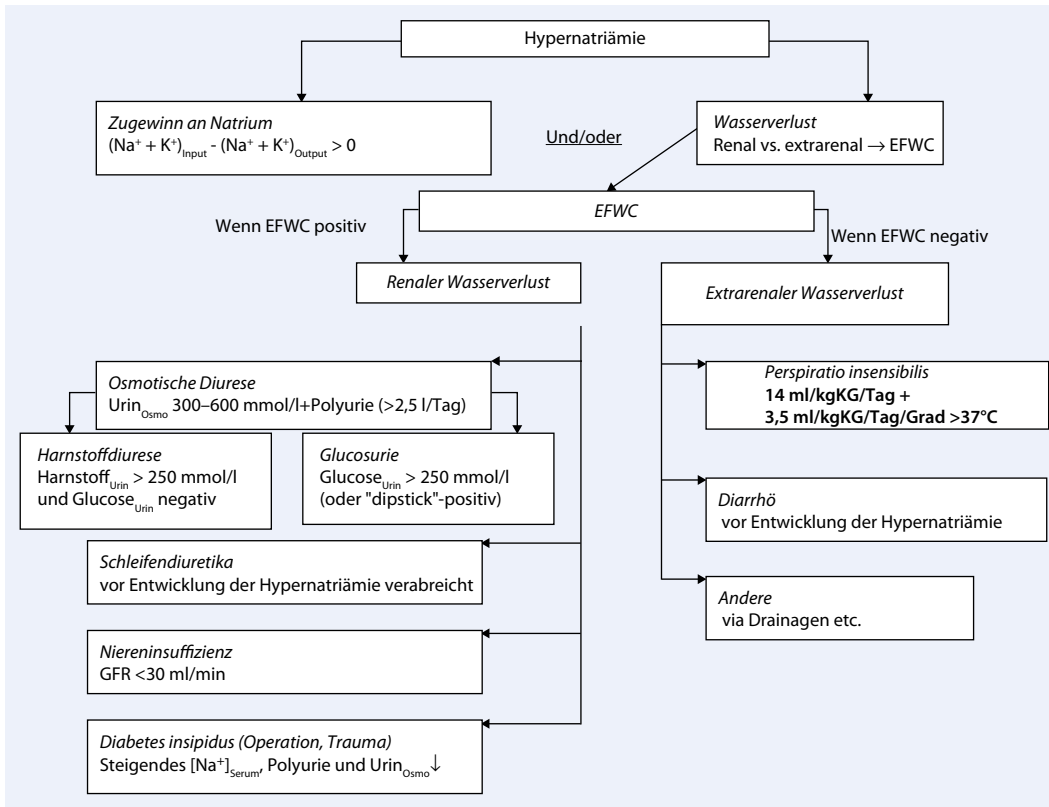 Hypernatriämie
Zugewinn an Natrium
(Na⁺ + K⁺)Input - (Na⁺ + K⁺)Output > 0
Und/oder
Wasserverlust
Renal vs. extrarenal → EFWC
EFWC
Wenn EFWC positiv
Wenn EFWC negativ
Renaler Wasserverlust
Extrarenaler Wasserverlust
Osmotische Diurese
UrinOsmo 300–600 mmol/l+Polyurie (>2,5 l/Tag)
Harnstoffdiurese
HarnstoffUrin > 250 mmol/l
und GlucoseUrin negativ
Glucosurie
GlucoseUrin > 250 mmol/l
(oder "dipstick"-positiv)
Schleifendiuretika
vor Entwicklung der Hypernatriämie verabreicht
Niereninsuffizienz
GFR <30 ml/min
Diabetes insipidus (Operation, Trauma)
Steigendes [Na⁺]Serum, Polyurie und UrinOsmo↓
Perspiratio insensibilis
14 ml/kgKG/Tag +
3,5 ml/kgKG/Tag/Grad >37°C
Diarrhö
vor Entwicklung der Hypernatriämie
Andere
via Drainagen etc.